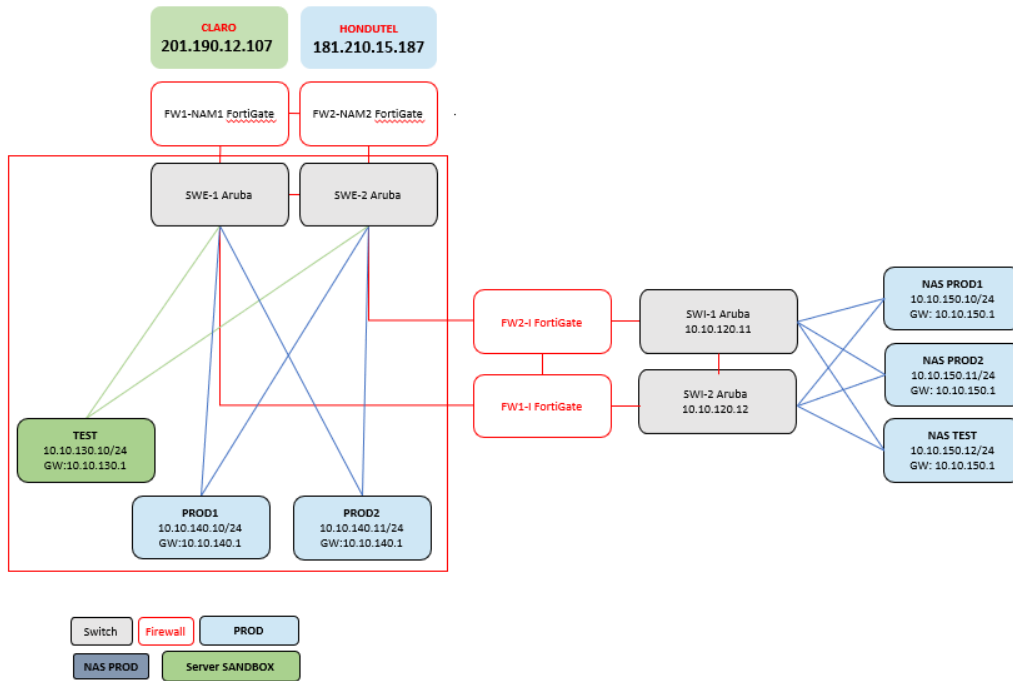 CLARO
201.190.12.107
HONDUTEL
181.210.15.187
FW1-NAM1 FortiGate
FW2-NAM2 FortiGate
.
SWE-1 Aruba
SWE-2 Aruba
FW2-I FortiGate
SWI-1 Aruba
10.10.120.11
NAS PROD1
10.10.150.10/24
GW: 10.10.150.1
NAS PROD2
10.10.150.11/24
GW: 10.10.150.1
FW1-I FortiGate
SWI-2 Aruba
10.10.120.12
NAS TEST
10.10.150.12/24
GW: 10.10.150.1
TEST
10.10.130.10/24
GW:10.10.130.1
PROD1
10.10.140.10/24
GW:10.10.140.1
PROD2
10.10.140.11/24
GW:10.10.140.1
Switch
Firewall
PROD
NAS PROD
Server SANDBOX